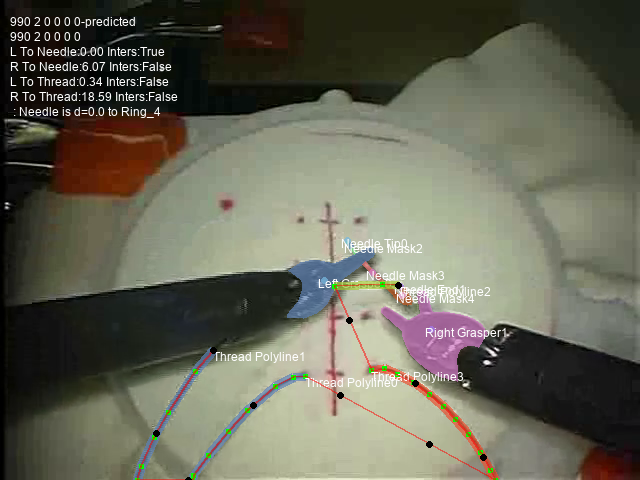 990 2 0 0 0 0-predicted
990 2 0 0 0 0
L To Needle:0.00 Inters:True
R To Needle:6.07 Inters:False
L To Thread:0.34 Inters:False
R To Thread:18.59 Inters:False
: Needle is d=0.0 to Ring_4
Needle Tip0
Needle Mask2
Needle Mask3
Left
Needle Mask4
Right Grasper1
Thread Polyline1
Thread Polyline0
Thread Polyline3